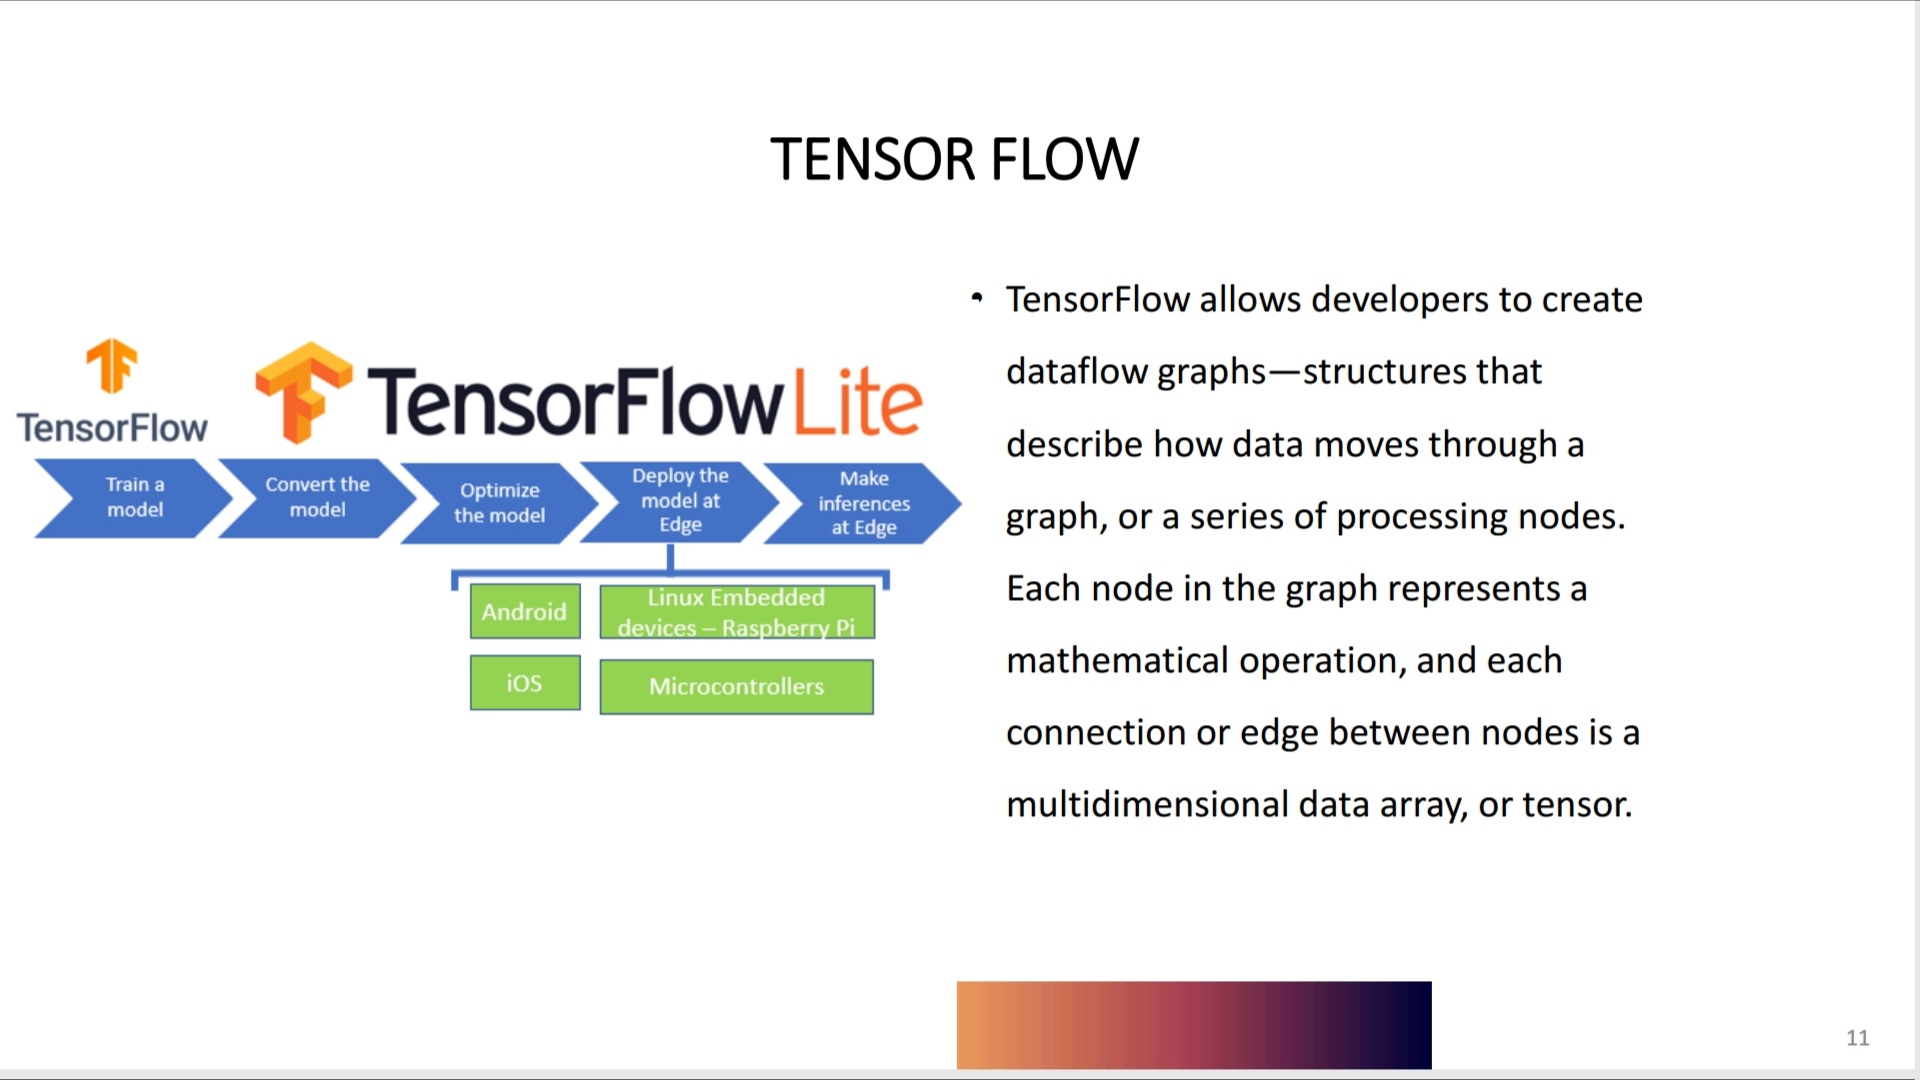 TENSOR FLOW
TensorFlow
TensorFlow Lite
Train a
model
Convert the
model
Optimize
the model
Deploy the
model at
Edge
Make
inferences
at Edge
Android
Linux Embedded
devices – Raspberry Pi
iOS
Microcontrollers
• TensorFlow allows developers to create
dataflow graphs—structures that
describe how data moves through a
graph, or a series of processing nodes.
Each node in the graph represents a
mathematical operation, and each
connection or edge between nodes is a
multidimensional data array, or tensor.
11